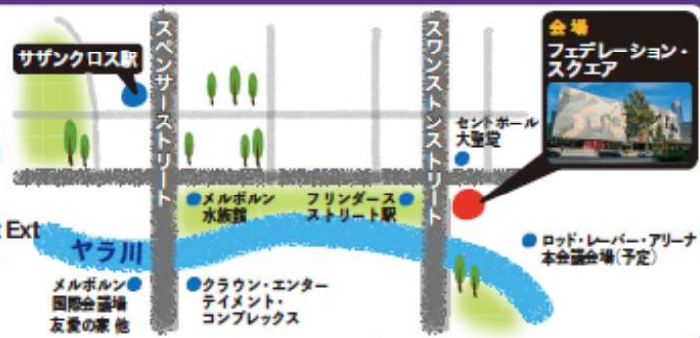 会場
フェデレーション・
スクエア
サザンクロス駅
スペンサーストリート
スワンストンストリート
セントポール
大聖堂
メルボルン
水族館
フリンダース
ストリート駅
Ext
ヤラ川
ロッド・レーバー・アリーナ
本会議会場(予定)
メルボルン
国際会議場
友愛の家 他
クラウン・エンター
テイメント・
コンプレックス